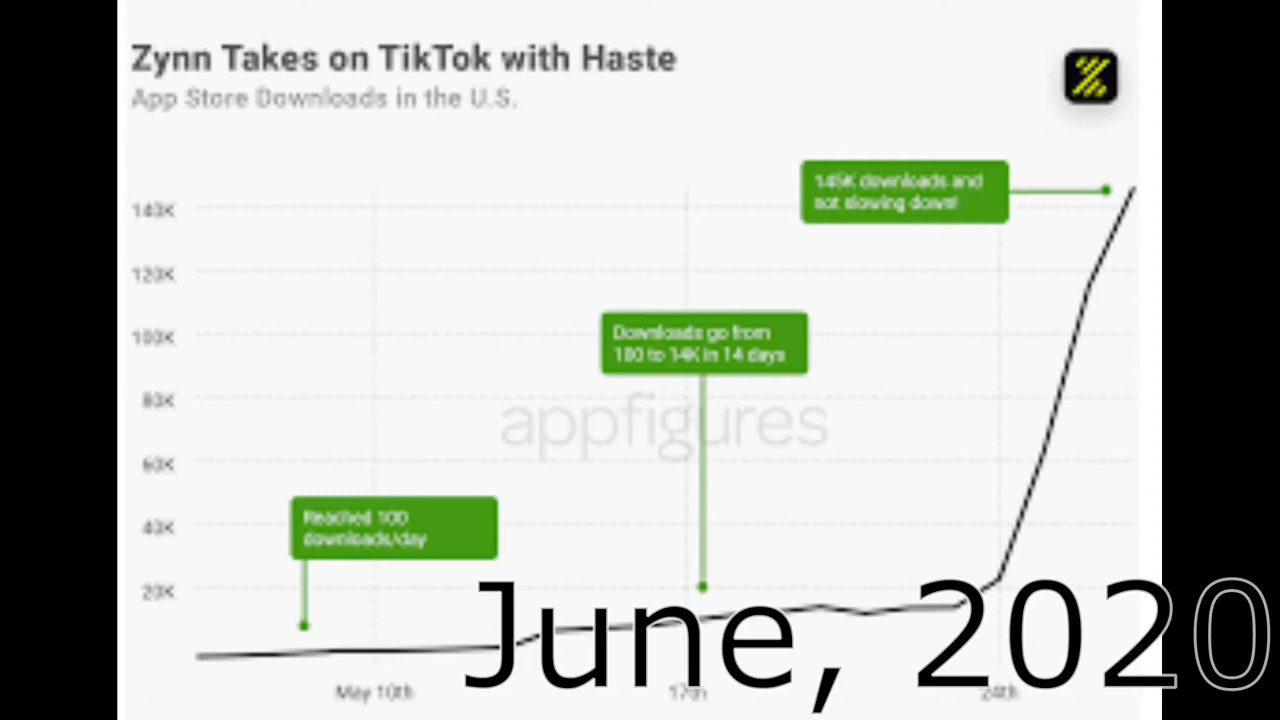 Zynn Takes on TikTok with Haste
App Store Downloads in the U.S.
145K downloads and
not slowing down!
140K
120K
Downloads go from
100 to 14K in 14 days
100K
80K
appfigures
60K
Reached 100
downloads/day
40K
20K
June, 2020
May 10th
17th
24th